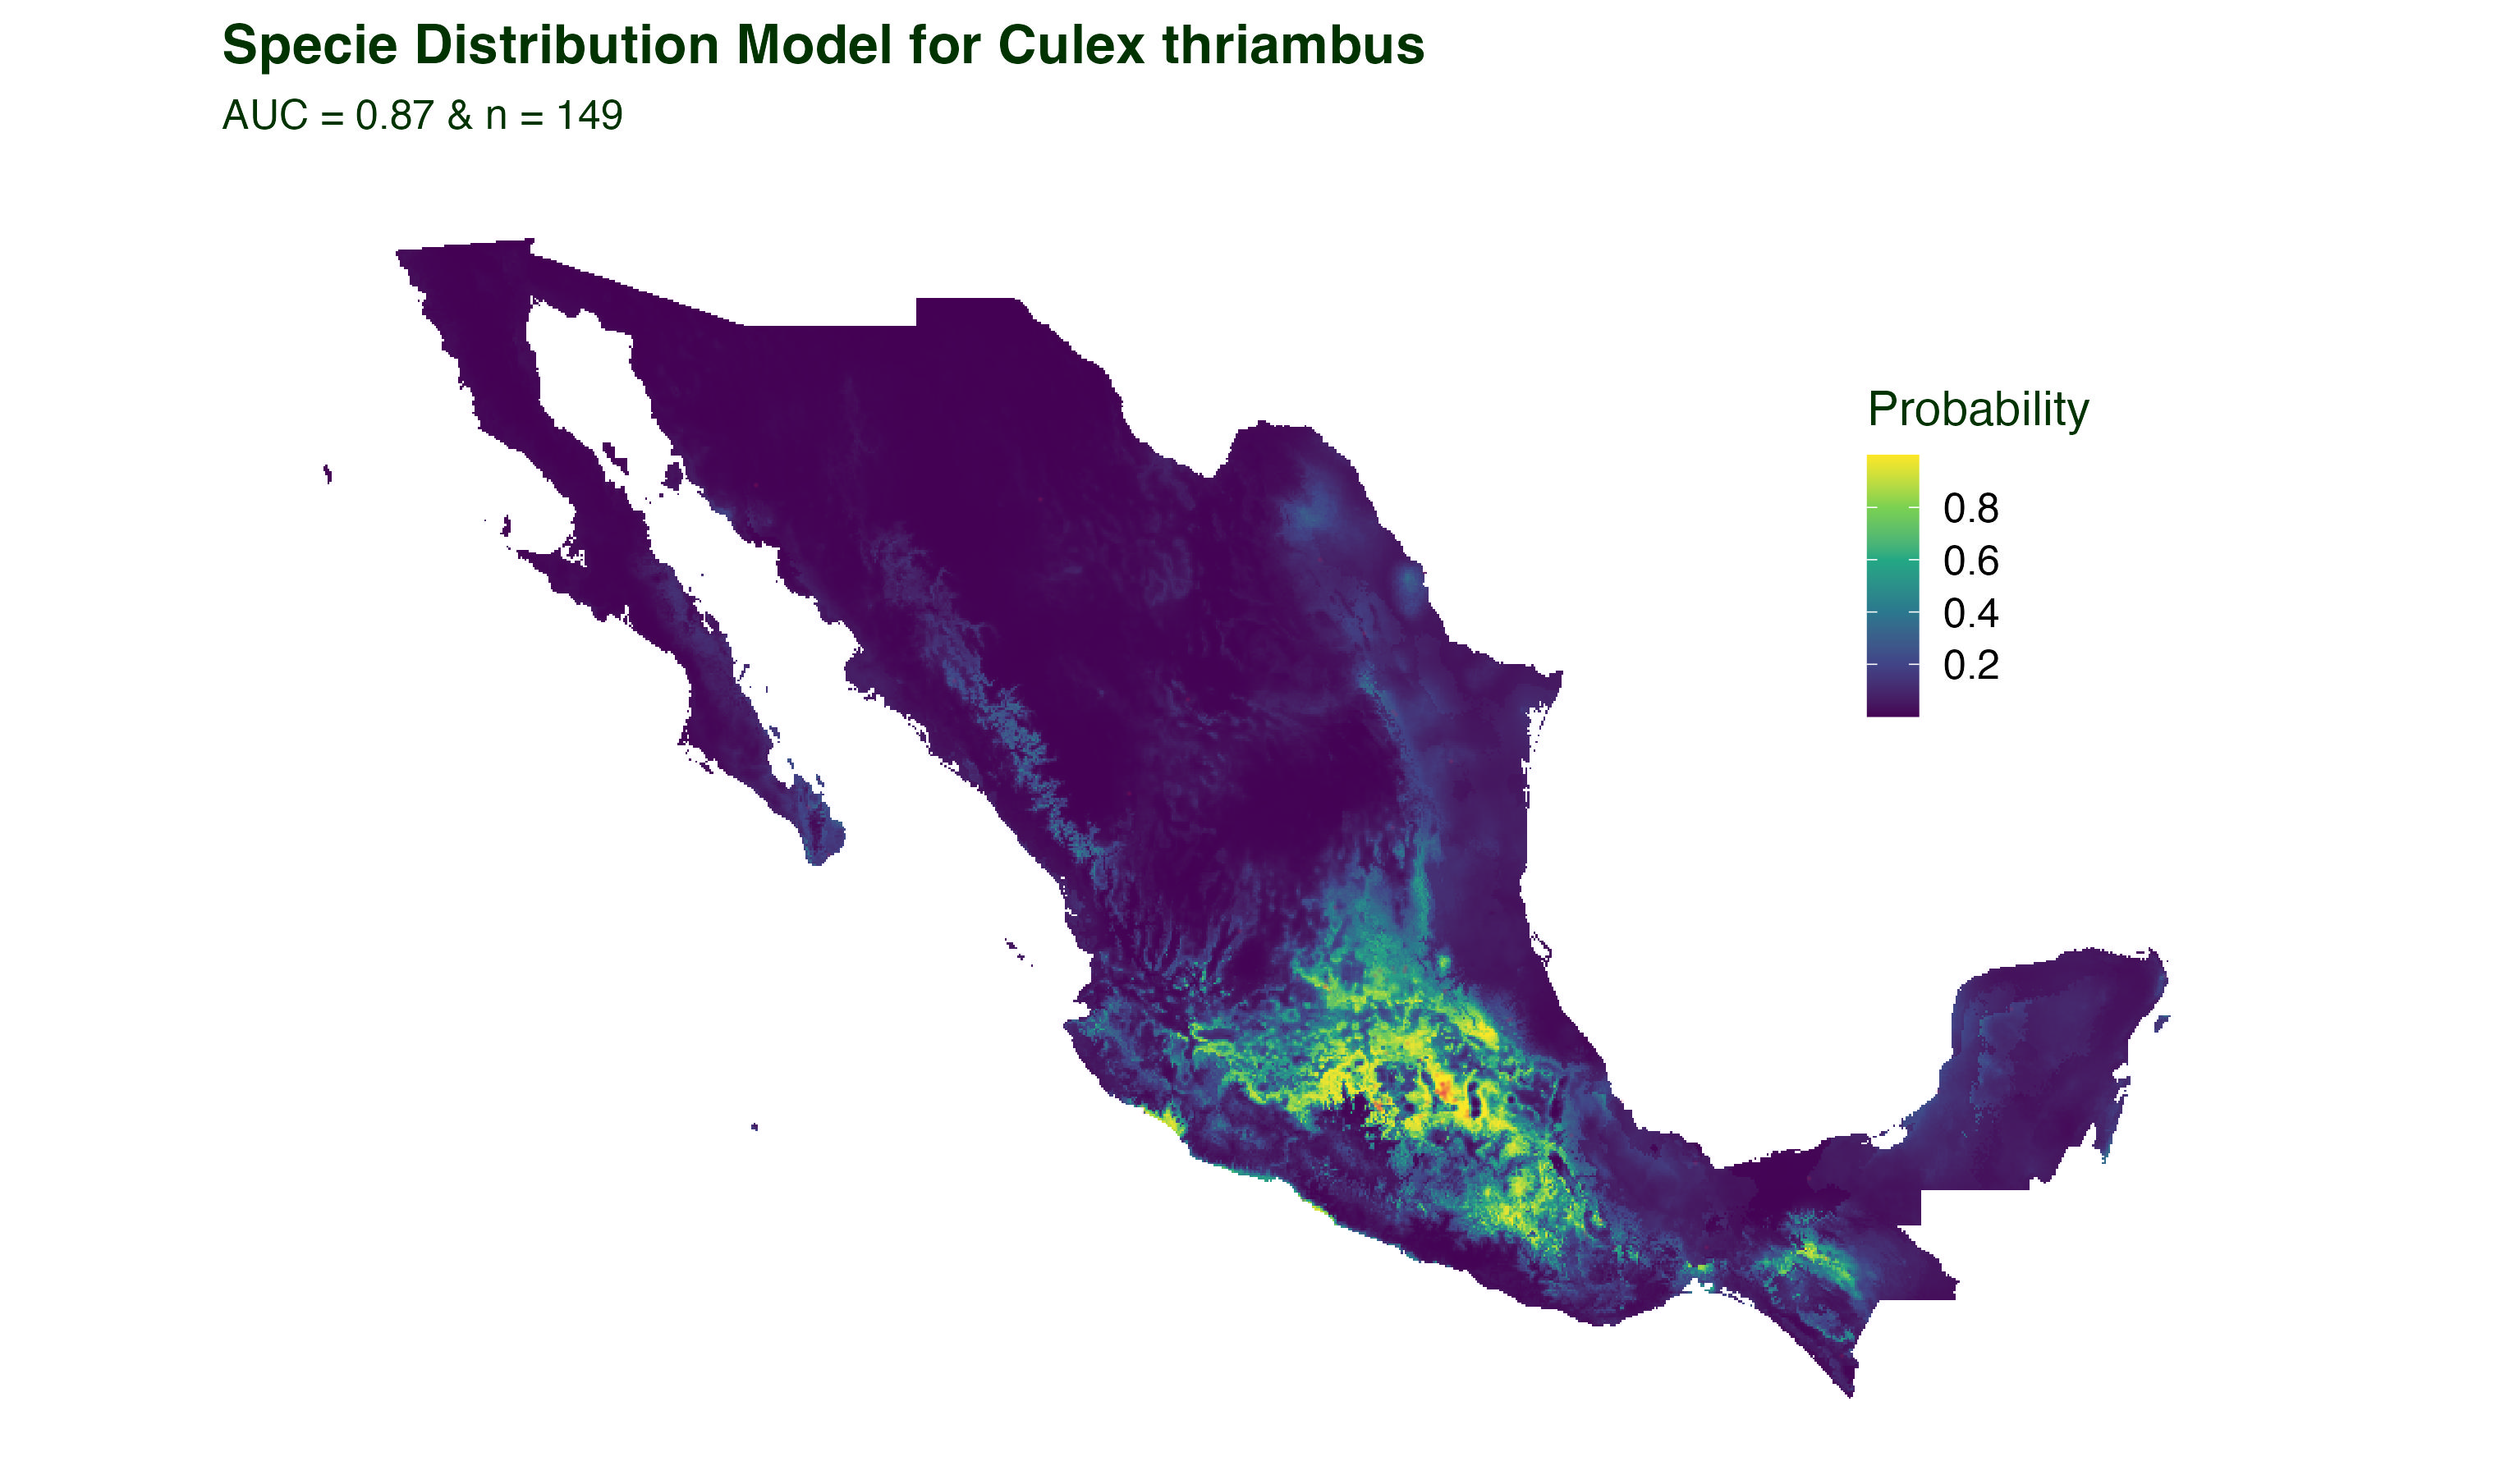 Specie Distribution Model for Culex thriambus
AUC = 0.87 & n = 149
Probability
0.8
0.6
0.4
0.2